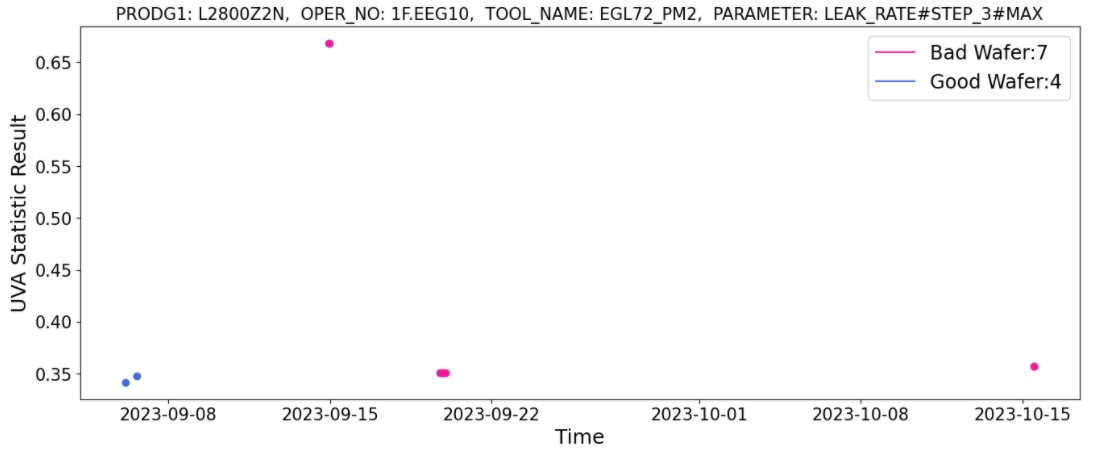 PRODG1: L2800Z2N, OPER_NO: 1F.EEG10, TOOL_NAME: EGL72_PM2, PARAMETER: LEAK_RATE#STEP_3#MAX
Bad Wafer:7
Good Wafer:4
UVA Statistic Result
0.65
0.60
0.55
0.50
0.45
0.40
0.35
2023-09-08 2023-09-15 2023-09-22 2023-10-01 2023-10-08 2023-10-15
Time